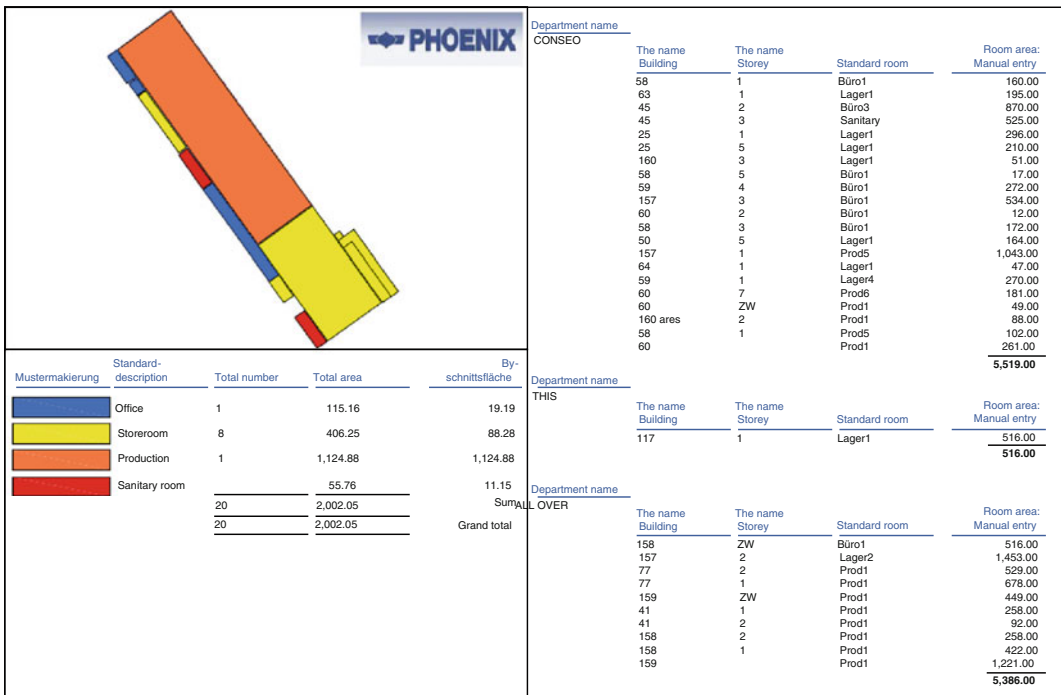 PHOENIX
Mustermakierung Standard-description Total number Total area By-schnittsfläche
Office 1 115.16 19.19
Storeroom 8 406.25 88.28
Production 1 1,124.88 1,124.88
Sanitary room 55.76 11.15
20 2,002.05 Sum
20 2,002.05 Grand total
Department name
CONSEO
The name The name Room area:
Building Storey Standard room Manual entry
58 1 Büro1 160.00
63 1 Lager1 195.00
45 2 Büro3 870.00
45 3 Sanitary 525.00
25 1 Lager1 296.00
25 5 Lager1 210.00
160 3 Lager1 51.00
58 5 Büro1 17.00
59 4 Büro1 272.00
157 3 Büro1 534.00
60 2 Büro1 12.00
58 3 Büro1 172.00
50 5 Lager1 164.00
157 1 Prod5 1,043.00
64 1 Lager1 47.00
59 1 Lager4 270.00
60 7 Prod6 181.00
60 ZW Prod1 49.00
160 ares 2 Prod1 88.00
58 1 Prod5 102.00
60 Prod1 261.00
5,519.00
Department name
THIS
The name The name Room area:
Building Storey Standard room Manual entry
117 1 Lager1 516.00
516.00
Department name
ALL OVER
The name The name Room area:
Building Storey Standard room Manual entry
158 ZW Büro1 516.00
157 2 Lager2 1,453.00
77 2 Prod1 529.00
77 1 Prod1 678.00
159 ZW Prod1 449.00
41 1 Prod1 258.00
41 2 Prod1 92.00
158 2 Prod1 258.00
158 1 Prod1 422.00
159 Prod1 1,221.00
5,386.00